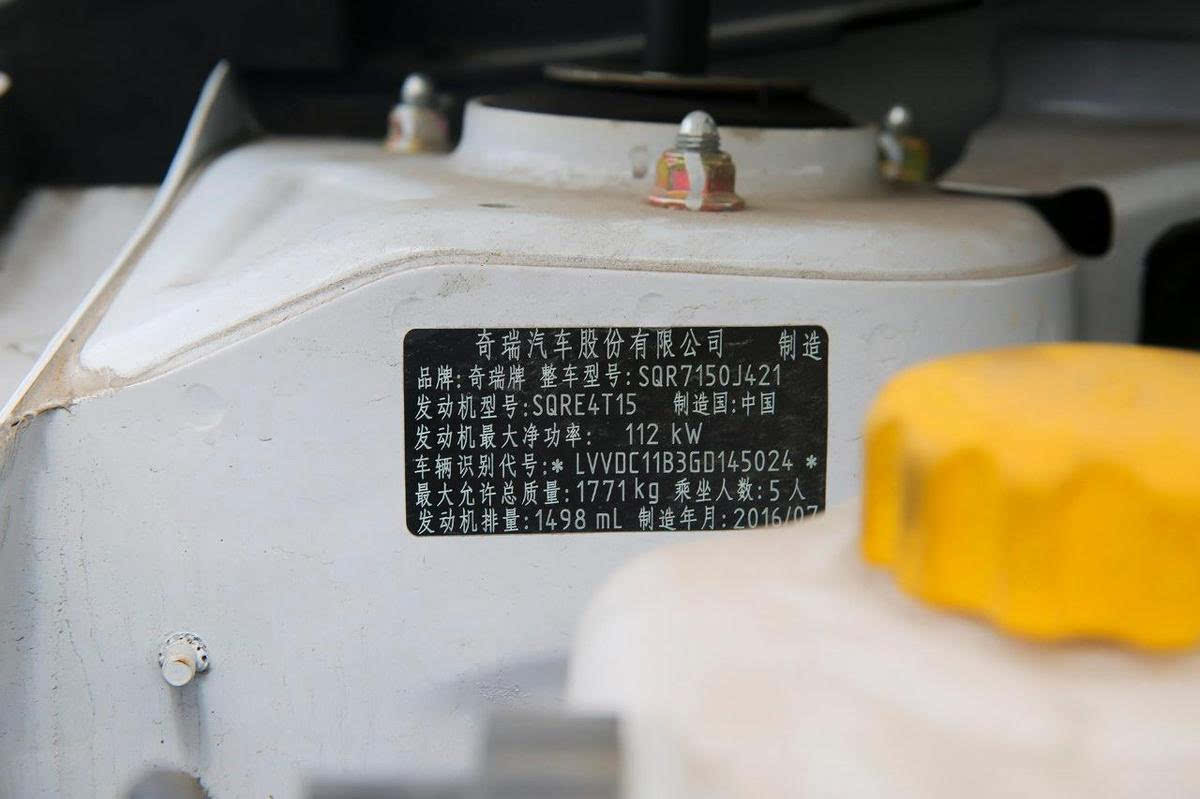 奇瑞汽车股份有限公司 制造
品牌:奇瑞牌 整车型号:SQR7150J421
发动机型号:SQRE4T15 制造国:中国
发动机最大净功率: 112 kW
车辆识别代号:* LVVDC11B3GD145024 *
最大允许总质量:1771kg 乘坐人数:5人
发动机排量:1498 mL 制造年月:2016/07